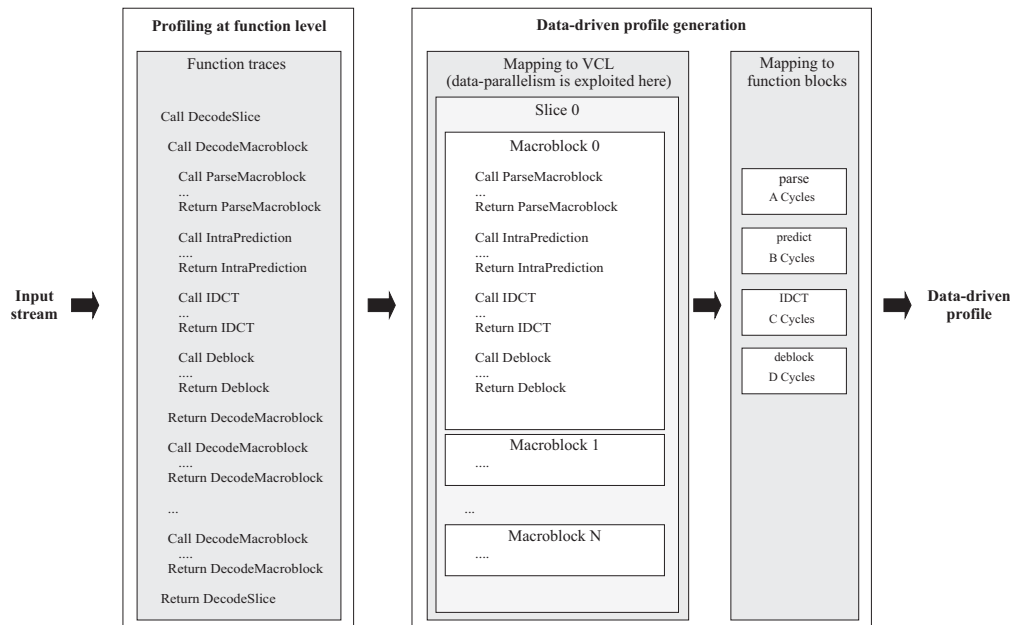 Profiling at function level
Function traces
Call DecodeSlice
Call DecodeMacroblock
Call ParseMacroblock
...
Return ParseMacroblock
Call IntraPrediction
....
Return IntraPrediction
Call IDCT
...
Return IDCT
Call Deblock
....
Return Deblock
Return DecodeMacroblock
Call DecodeMacroblock
....
Return DecodeMacroblock
...
Call DecodeMacroblock
....
Return DecodeMacroblock
Return DecodeSlice
Input
stream
Data-driven profile generation
Mapping to VCL
(data-parallelism is exploited here)
Slice 0
Macroblock 0
Call ParseMacroblock
...
Return ParseMacroblock
Call IntraPrediction
....
Return IntraPrediction
Call IDCT
...
Return IDCT
Call Deblock
....
Return Deblock
Macroblock 1
....
...
Macroblock N
....
Mapping to
function blocks
parse
A Cycles
predict
B Cycles
IDCT
C Cycles
deblock
D Cycles
Data-driven
profile